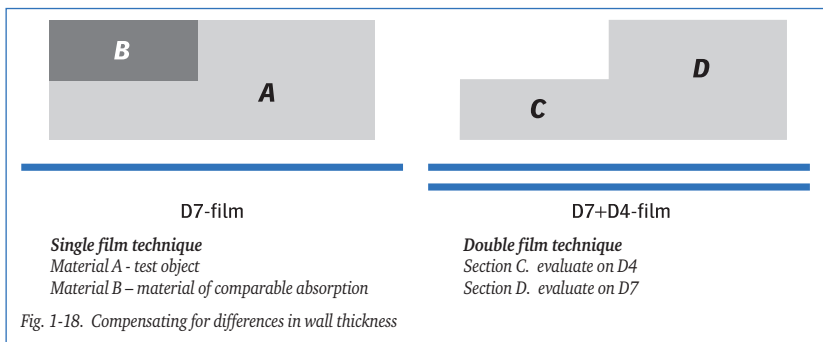 B
A
D
C
D7-film
D7+D4-film
Single film technique
Material A - test object
Material B – material of comparable absorption
Double film technique
Section C. evaluate on D4
Section D. evaluate on D7
Fig. 1-18. Compensating for differences in wall thickness